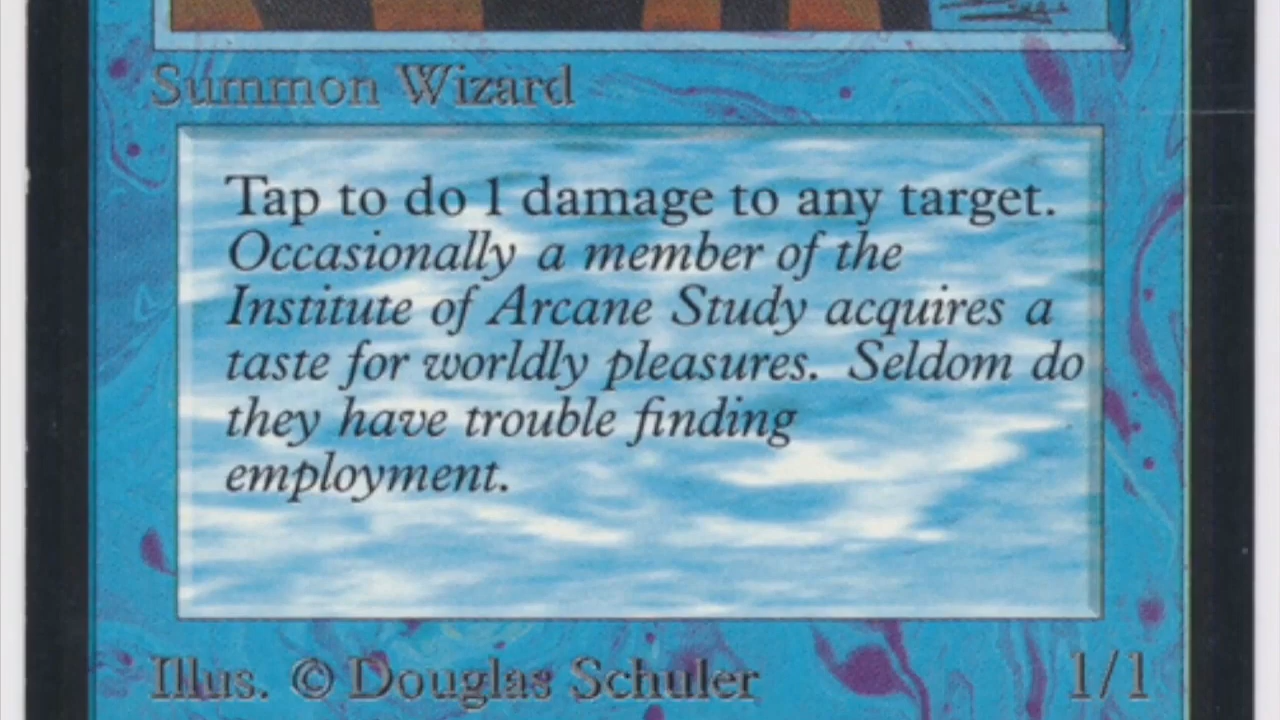 Summon Wizard
Tap to do 1 damage to any target.
Occasionally a member of the
Institute of Arcane Study acquires a
taste for worldly pleasures. Seldom do
they have trouble finding
employment.
Illus. © Douglas Schuler
1/1